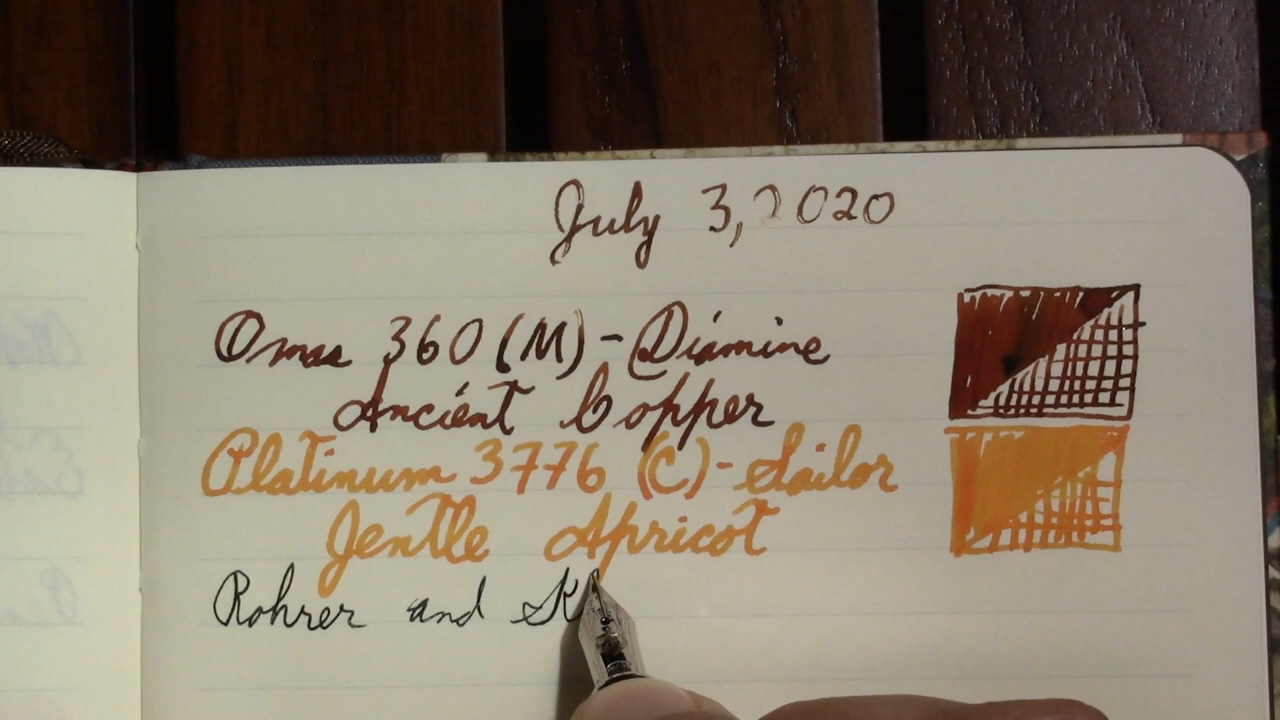 July 3, 2020
Omas 360 (M) - Diamine
Ancient Copper
Platinum 3776 (C) - Sailor
Jentle Apricot
Rohrer and K